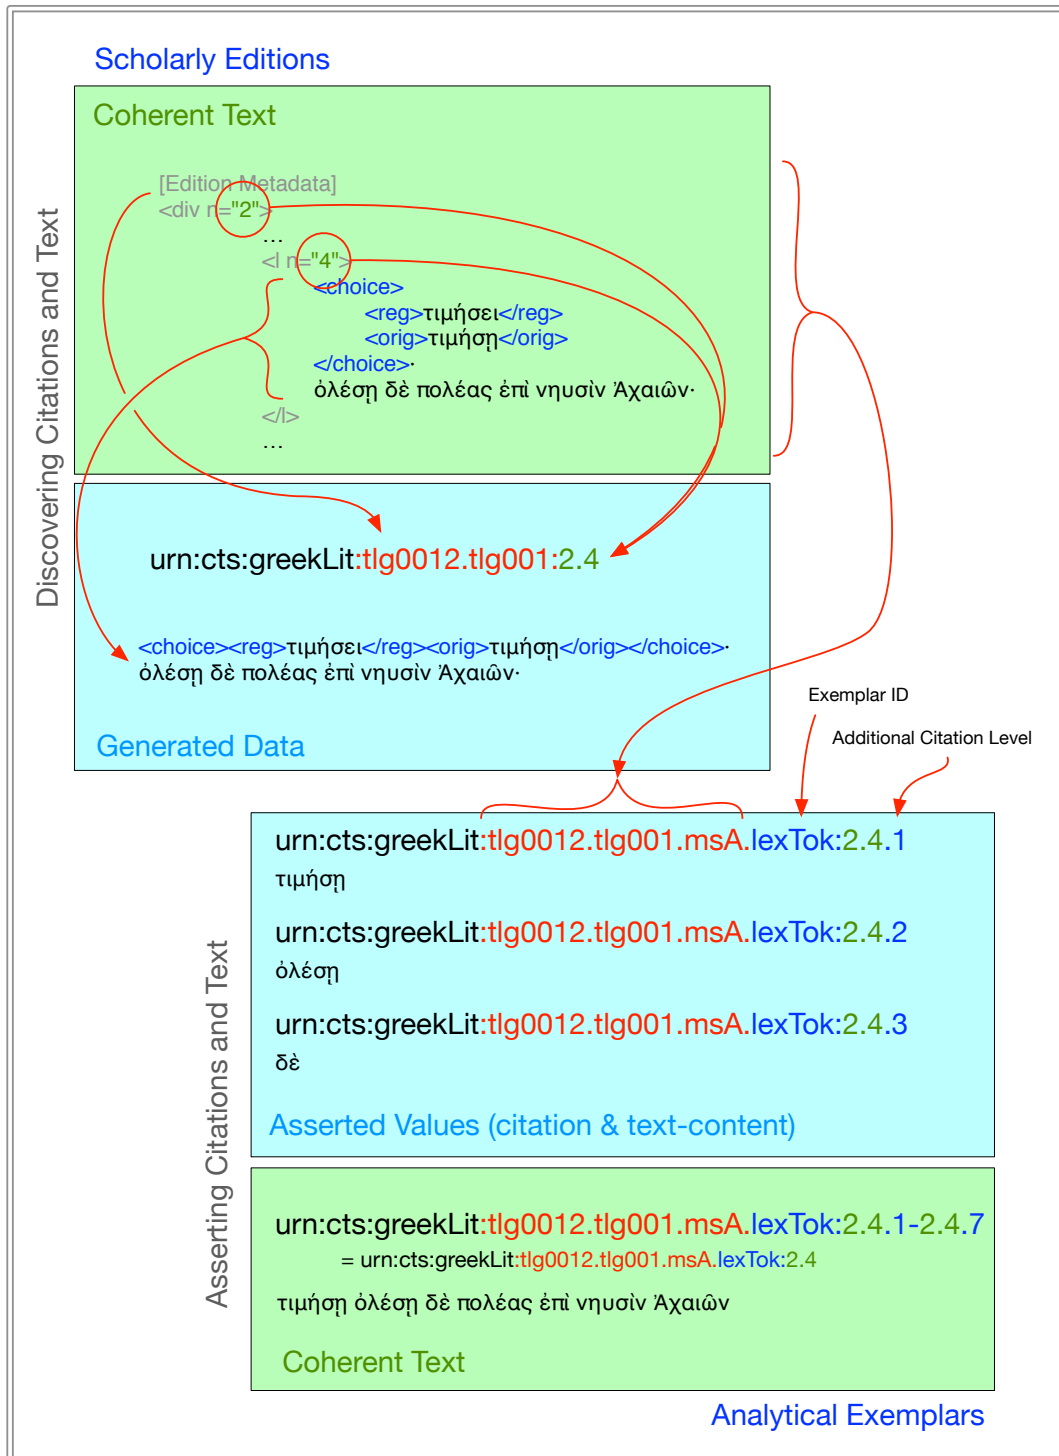 Scholarly Editions
Discovering Citations and Text
Coherent Text
[Edition Metadata]
<div n="2">
...
<l n="4">
<choice>
<reg>τιμήσει</reg>
<orig>τιμήσῃ</orig>
</choice>·
ὀλέσῃ δὲ πολέας ἐπὶ νηυσὶν Ἀχαιῶν·
</l>
...
urn:cts:greekLit:tlg0012.tlg001:2.4
<choice><reg>τιμήσει</reg><orig>τιμήσῃ</orig></choice>·
ὀλέσῃ δὲ πολέας ἐπὶ νηυσὶν Ἀχαιῶν·
Generated Data
Exemplar ID
Additional Citation Level
Asserting Citations and Text
urn:cts:greekLit:tlg0012.tlg001.msA.lexTok:2.4.1
τιμήσῃ
urn:cts:greekLit:tlg0012.tlg001.msA.lexTok:2.4.2
ὀλέσῃ
urn:cts:greekLit:tlg0012.tlg001.msA.lexTok:2.4.3
δὲ
Asserted Values (citation & text-content)
urn:cts:greekLit:tlg0012.tlg001.msA.lexTok:2.4.1-2.4.7
= urn:cts:greekLit:tlg0012.tlg001.msA.lexTok:2.4
τιμήσῃ ὀλέσῃ δὲ πολέας ἐπὶ νηυσὶν Ἀχαιῶν
Coherent Text
Analytical Exemplars